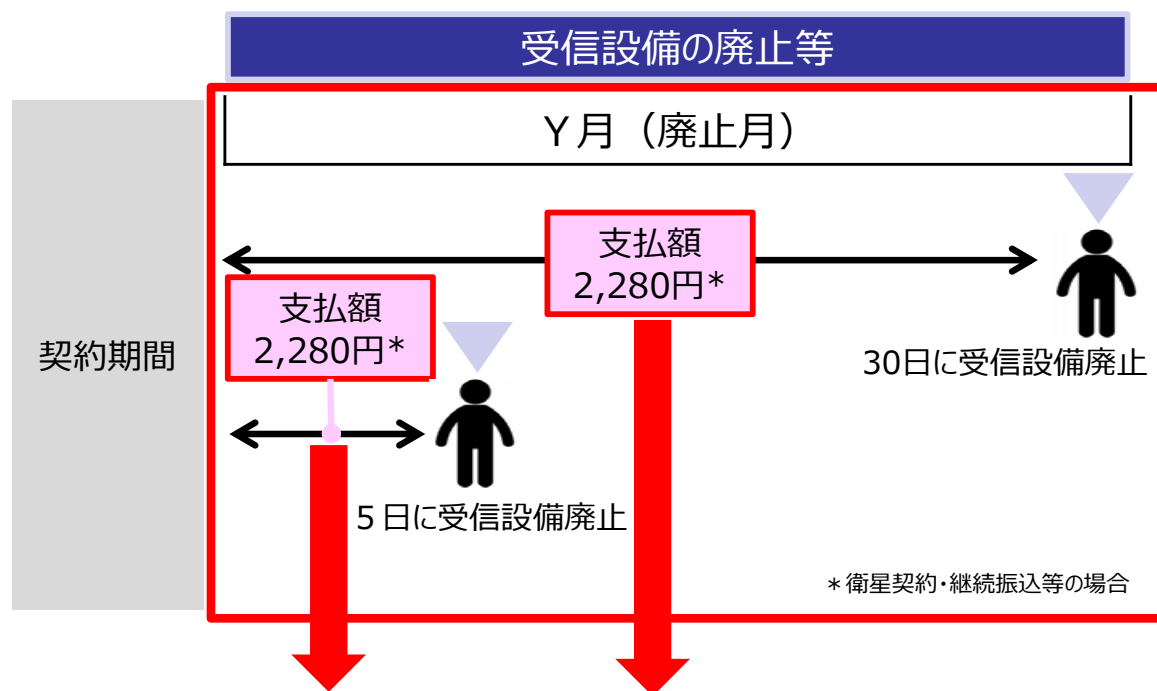 受信設備の廃止等
Y月（廃止月）
支払額
2,280円*
支払額
2,280円*
契約期間
30日に受信設備廃止
５日に受信設備廃止
＊衛星契約・継続振込等の場合